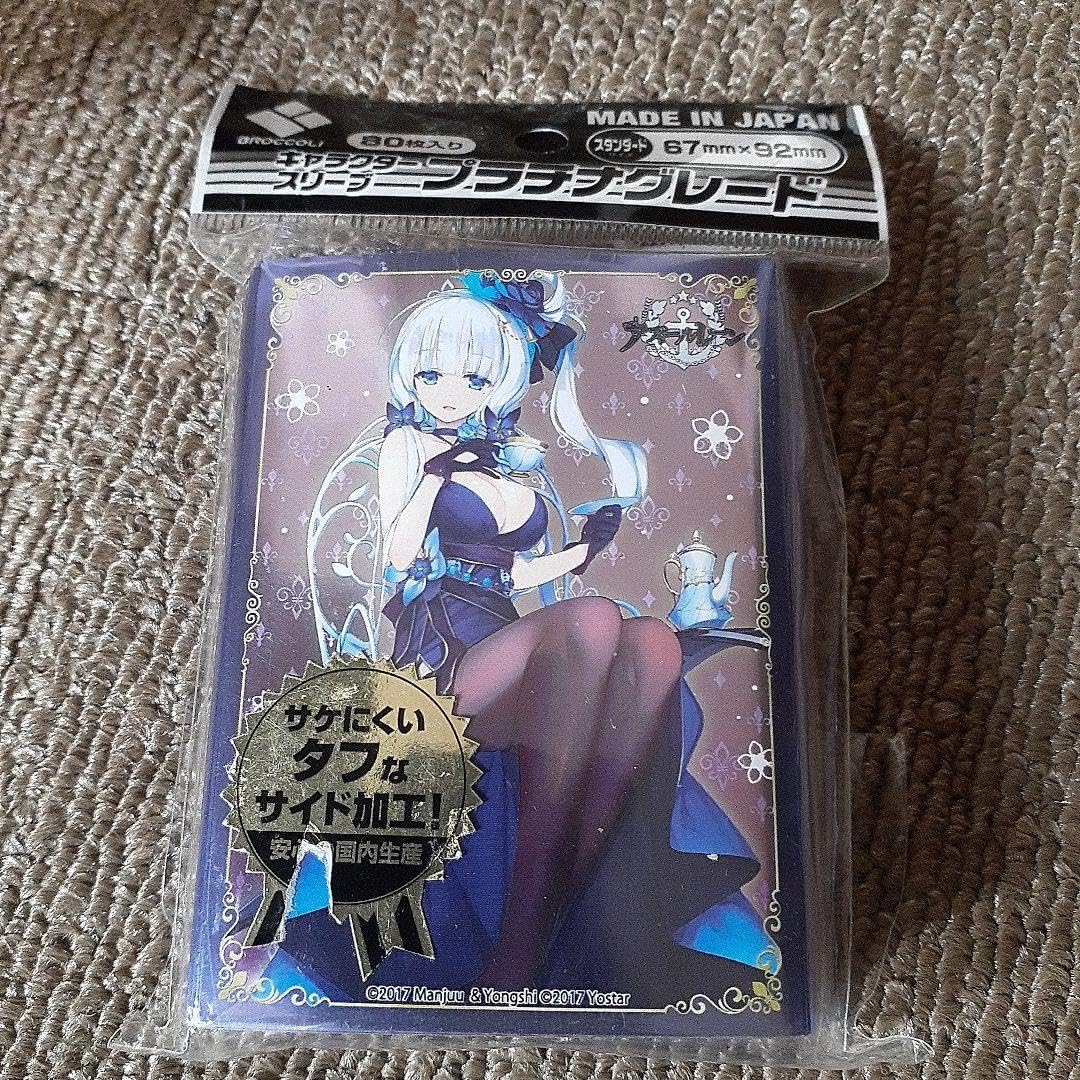 BROCCOLI
80枚入り
MADE IN JAPAN
スタンダード 67mm×92mm
キャラクター
スリーブ
プラチナグレード
アズールレーン
サケにくい
タフな
サイド加工!
国内生産
©2017 Manjuu & Yongshi ©2017 Yostar